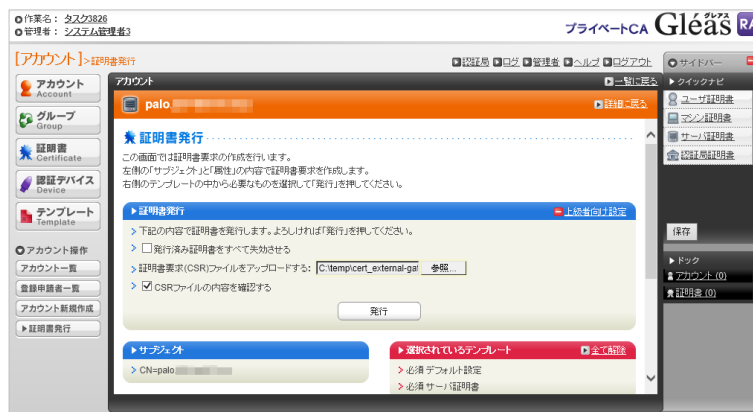 作業名： タスク3826
管理者： システム管理者3
プライベートCA Gléas グレアス RA
[アカウント]>証明書発行
認証局 ログ 管理者 ヘルプ ログアウト
サイドバー
アカウント
Account
グループ
Group
証明書
Certificate
認証デバイス
Device
テンプレート
Template
アカウント操作
アカウント一覧
登録申請者一覧
アカウント新規作成
証明書発行
アカウント
一覧に戻る
palo.
詳細に戻る
証明書発行
この画面では証明書要求の作成を行います。
左側の「サブジェクト」と「属性」の内容で証明書要求を作成します。
右側のテンプレートの中から必要なものを選択して「発行」を押してください。
証明書発行
上級者向け設定
下記の内容で証明書を発行します。よろしければ「発行」を押してください。
発行済み証明書をすべて失効させる
証明書要求(CSR)ファイルをアップロードする: C:\temp\cert_external-gat 参照...
CSRファイルの内容を確認する
発行
サブジェクト
CN=palo.
選択されているテンプレート
全て解除
必須 デフォルト設定
必須 サーバ証明書
クイックナビ
ユーザ証明書
マシン証明書
サーバ証明書
認証局証明書
保存
ドック
アカウント (0)
証明書 (0)